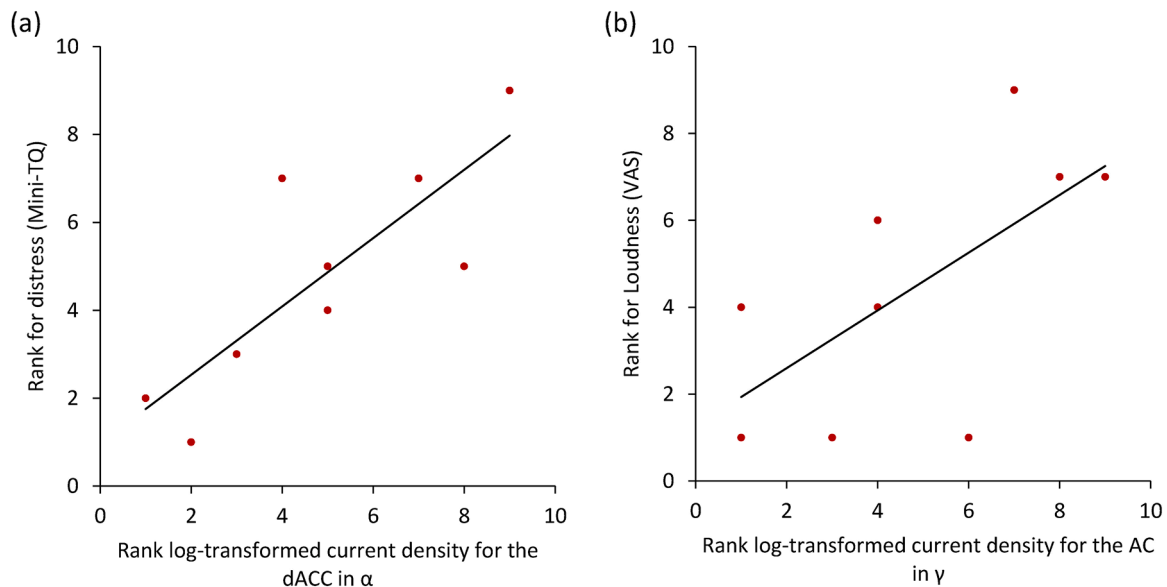 (a)
10
8
6
4
2
0
Rank for distress (Mini-TQ)
0 2 4 6 8 10
Rank log-transformed current density for the
dACC in α
(b)
10
8
6
4
2
0
Rank for Loudness (VAS)
0 2 4 6 8 10
Rank log-transformed current density for the AC
in γ